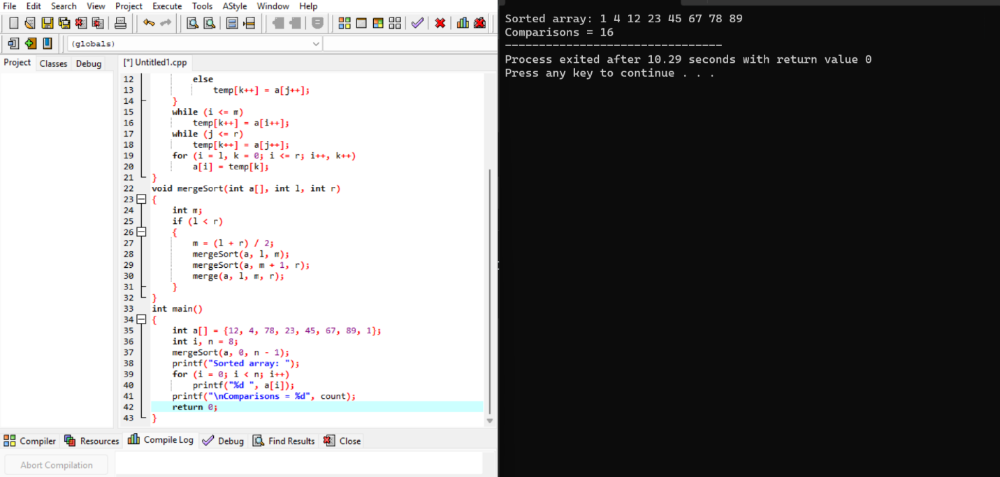 File Edit Search View Project Execute Tools AStyle Window Help
(globals)
Project Classes Debug
[*] Untitled1.cpp
12 else
13 temp[k++] = a[j++];
14 }
15 while (i <= m)
16 temp[k++] = a[i++];
17 while (j <= r)
18 temp[k++] = a[j++];
19 for (i = l, k = 0; i <= r; i++, k++)
20 a[i] = temp[k];
21 }
22 void mergeSort(int a[], int l, int r)
23 {
24 int m;
25 if (l < r)
26 {
27 m = (l + r) / 2;
28 mergeSort(a, l, m);
29 mergeSort(a, m + 1, r);
30 merge(a, l, m, r);
31 }
32 }
33 int main()
34 {
35 int a[] = {12, 4, 78, 23, 45, 67, 89, 1};
36 int i, n = 8;
37 mergeSort(a, 0, n - 1);
38 printf("Sorted array: ");
39 for (i = 0; i < n; i++)
40 printf("%d ", a[i]);
41 printf("\nComparisons = %d", count);
42 return 0;
43 }
Compiler Resources Compile Log Debug Find Results Close
Abort Compilation
Sorted array: 1 4 12 23 45 67 78 89
Comparisons = 16
--------------------------------
Process exited after 10.29 seconds with return value 0
Press any key to continue . . .